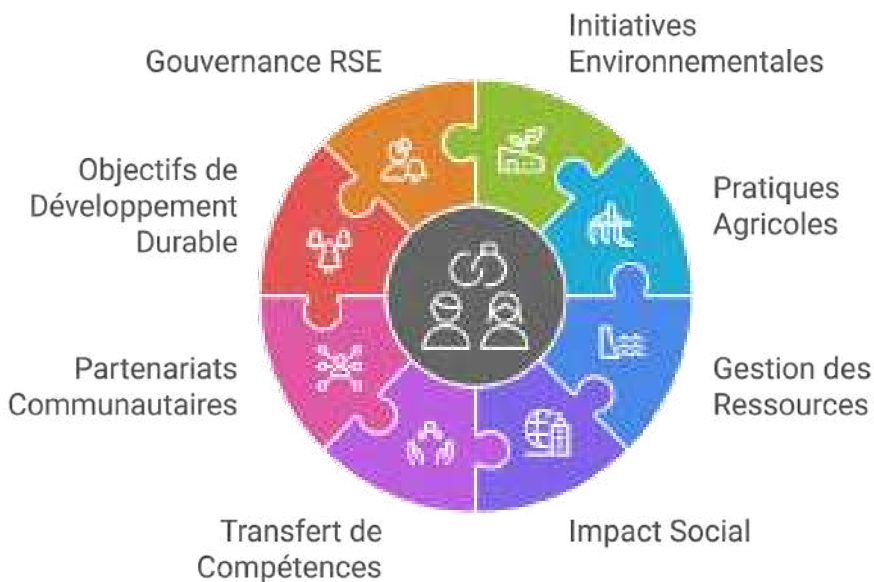 Initiatives
Environnementales
Gouvernance RSE
Objectifs de
Développement
Durable
Pratiques
Agricoles
Partenariats
Communautaires
Gestion des
Ressources
Transfert de
Compétences
Impact Social